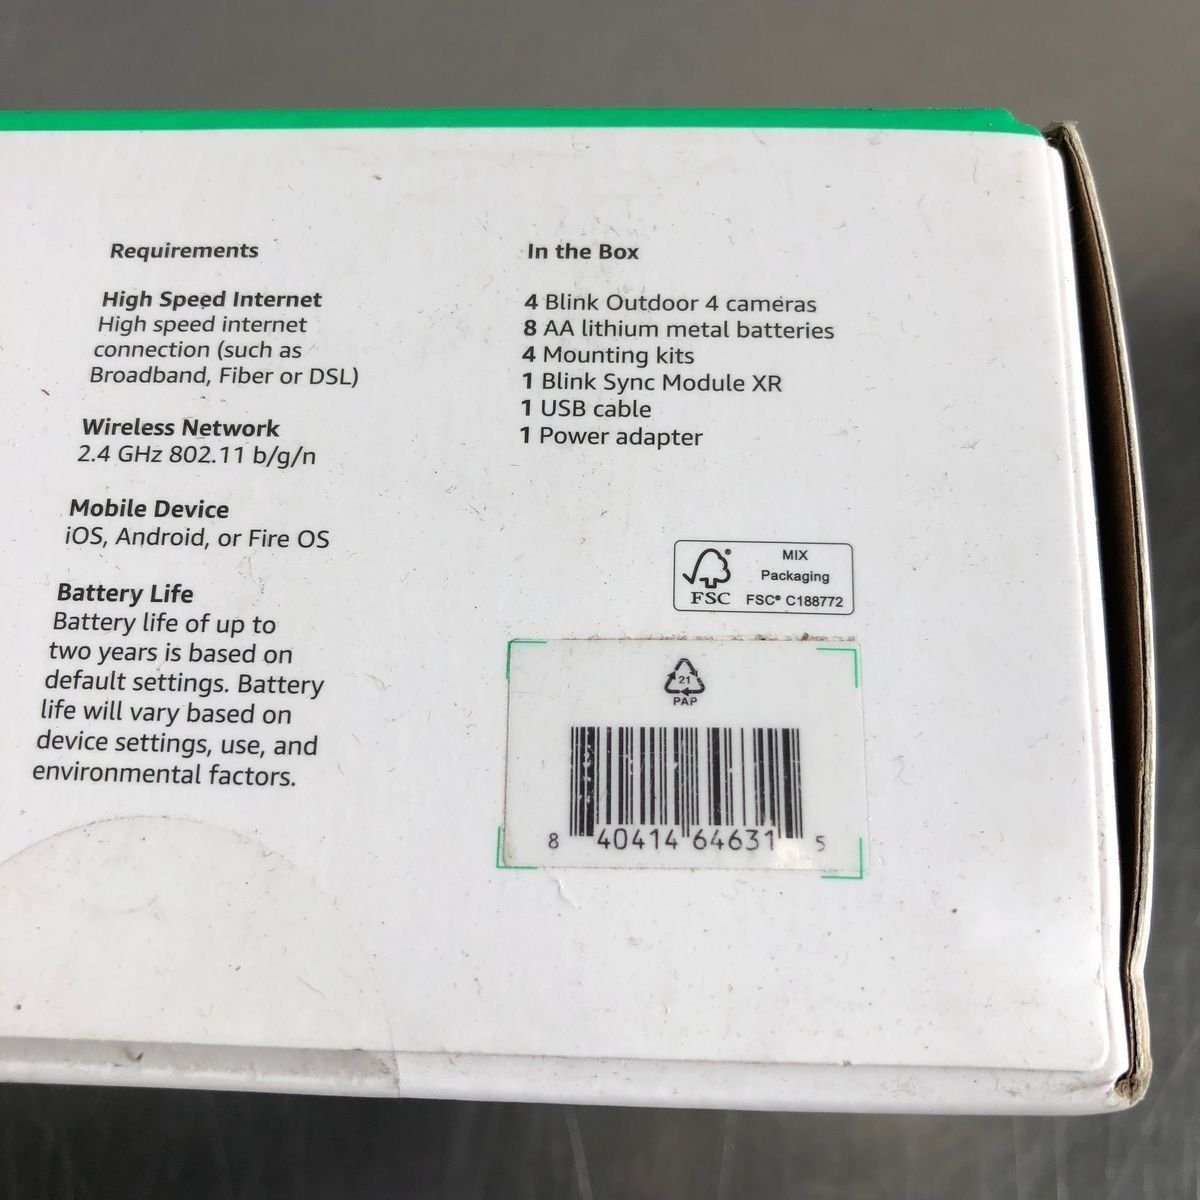 Requirements
High Speed Internet
High speed internet
connection (such as
Broadband, Fiber or DSL)
Wireless Network
2.4 GHz 802.11 b/g/n
Mobile Device
iOS, Android, or Fire OS
Battery Life
Battery life of up to
two years is based on
default settings. Battery
life will vary based on
device settings, use, and
environmental factors.
In the Box
4 Blink Outdoor 4 cameras
8 AA lithium metal batteries
4 Mounting kits
1 Blink Sync Module XR
1 USB cable
1 Power adapter
FSC®
MIX
Packaging
FSC® C188772
21
PAP
8 40414 64631 5